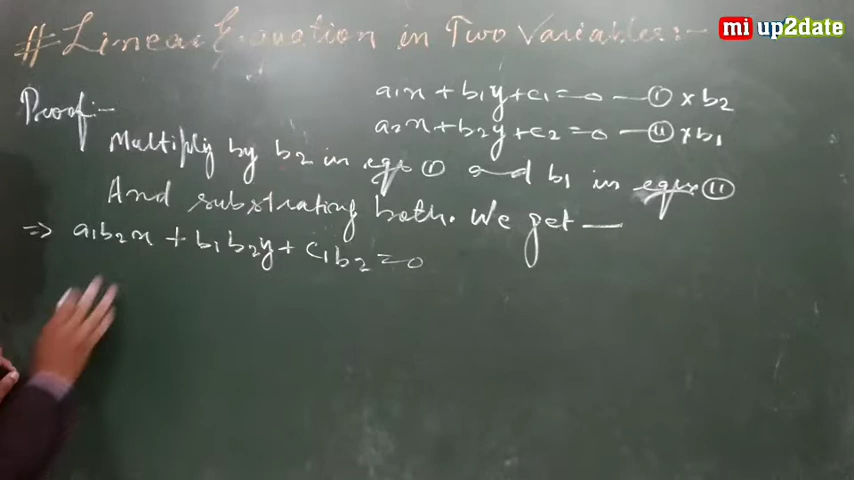 # Linear Equation in Two Variables:-
mi up2date
Proof:-
a₁x + b₁y + c₁ = 0 — ① × b₂
a₂x + b₂y + c₂ = 0 — ⑪ × b₁
Multiply by b₂ in eqn ① and b₁ in eqn ⑪
And substrating both. We get —
⇒ a₁b₂x + b₁b₂y + c₁b₂ = 0